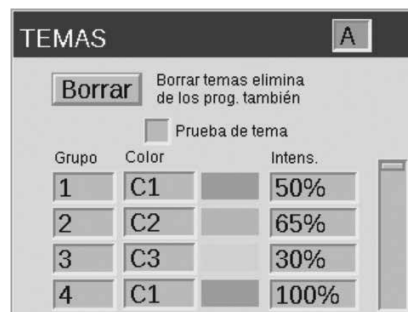 TEMAS A
Borrar Borrar temas elimina
de los prog. también
Prueba de tema
Grupo Color Intens.
1 C1 50%
2 C2 65%
3 C3 30%
4 C1 100%